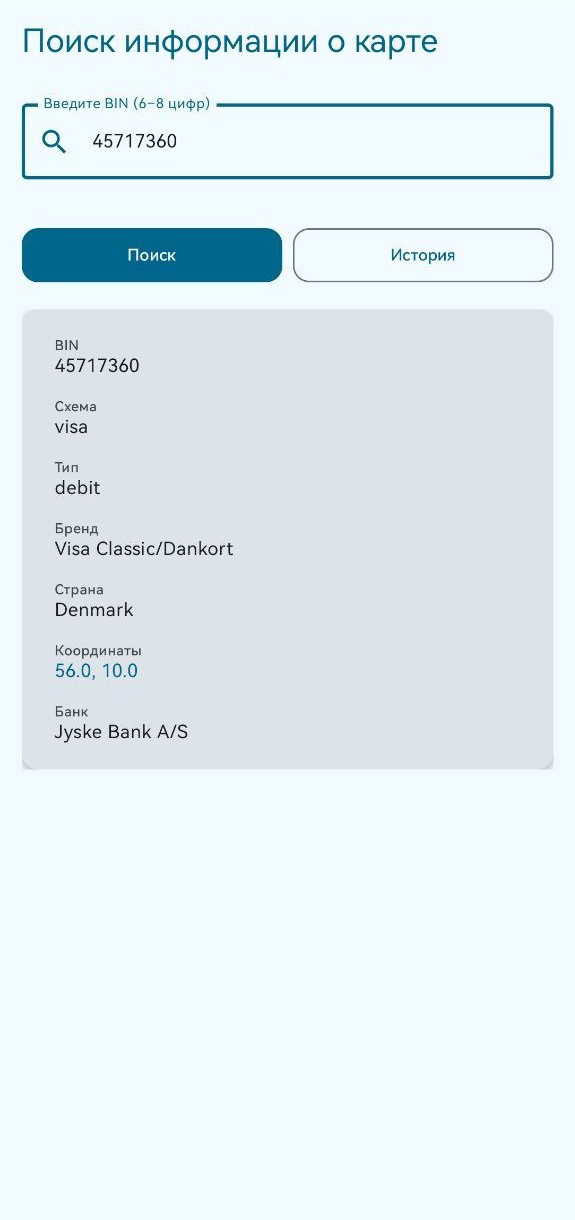 Поиск информации о карте
Введите BIN (6–8 цифр)
45717360
Поиск
История
BIN
45717360
Схема
visa
Тип
debit
Бренд
Visa Classic/Dankort
Страна
Denmark
Координаты
56.0, 10.0
Банк
Jyske Bank A/S